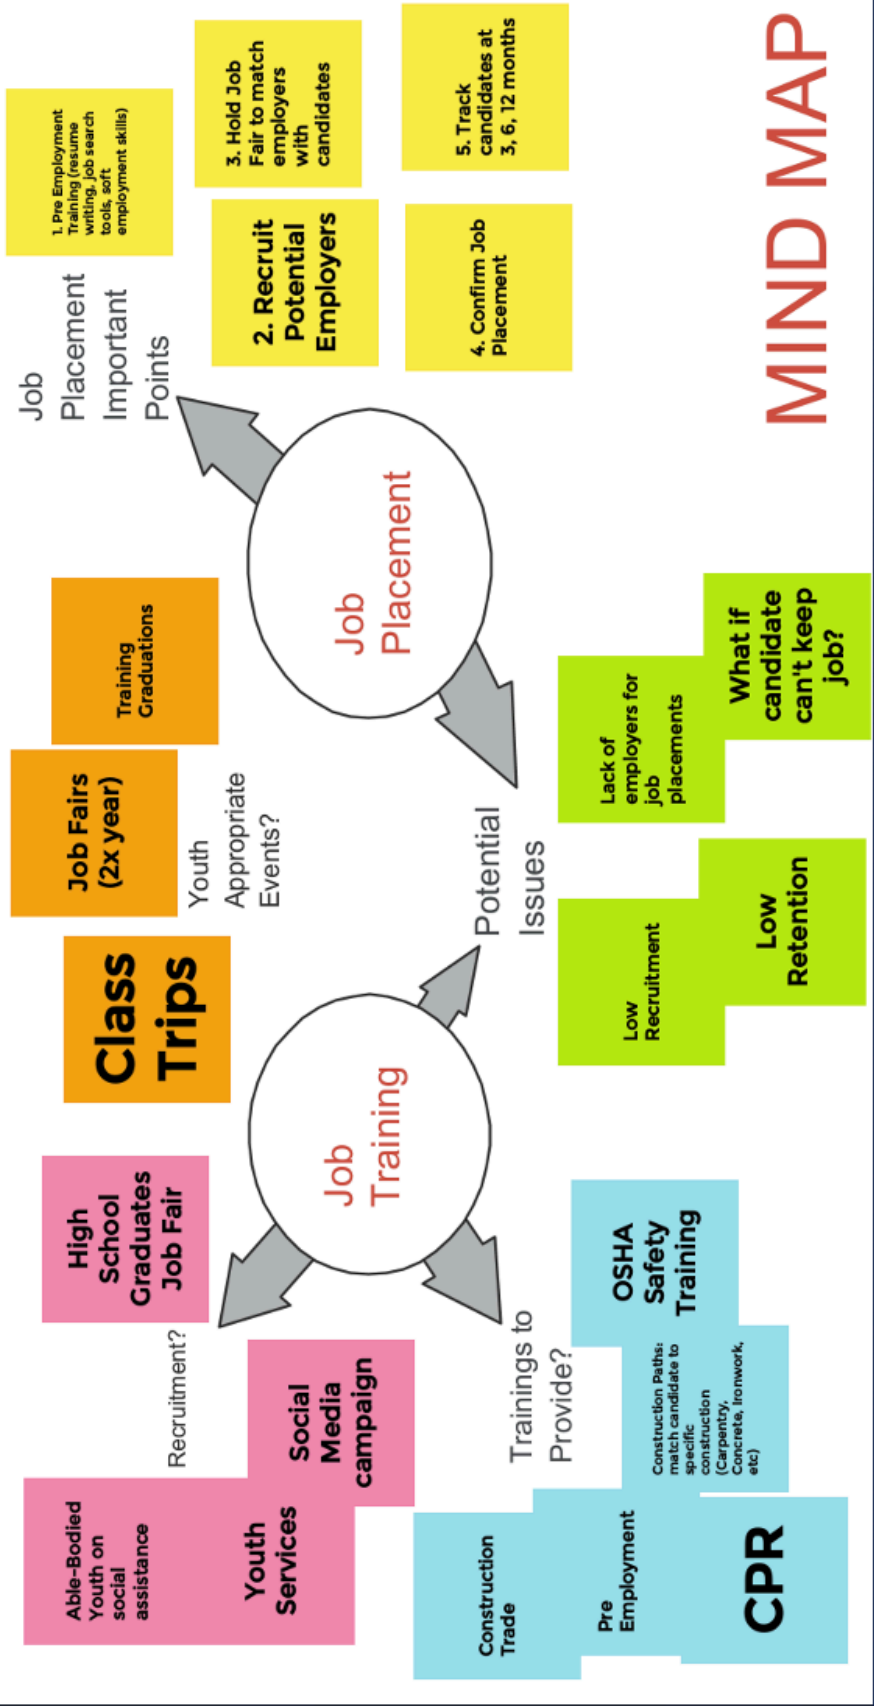 Able-Bodied
Youth on
social
assistance
Youth
Services
Social
Media
campaign
Recruitment?
High
School
Graduates
Job Fair
Class
Trips
Job Fairs
(2x year)
Training
Graduations
Youth
Appropriate
Events?
Job
Placement
Important
Points
1. Pre Employment
Training (resume
writing, job search
tools, soft
employment skills)
2. Recruit
Potential
Employers
3. Hold Job
Fair to match
employers
with
candidates
4. Confirm Job
Placement
5. Track
candidates at
3, 6, 12 months
Job
Training
Job
Placement
Trainings to
Provide?
Construction
Trade
Pre
Employment
CPR
Construction Paths:
match candidate to
specific
construction
(Carpentry,
Concrete, Ironwork,
etc)
OSHA
Safety
Training
Potential
Issues
Low
Recruitment
Low
Retention
Lack of
employers for
job
placements
What if
candidate
can't keep
job?
MIND MAP